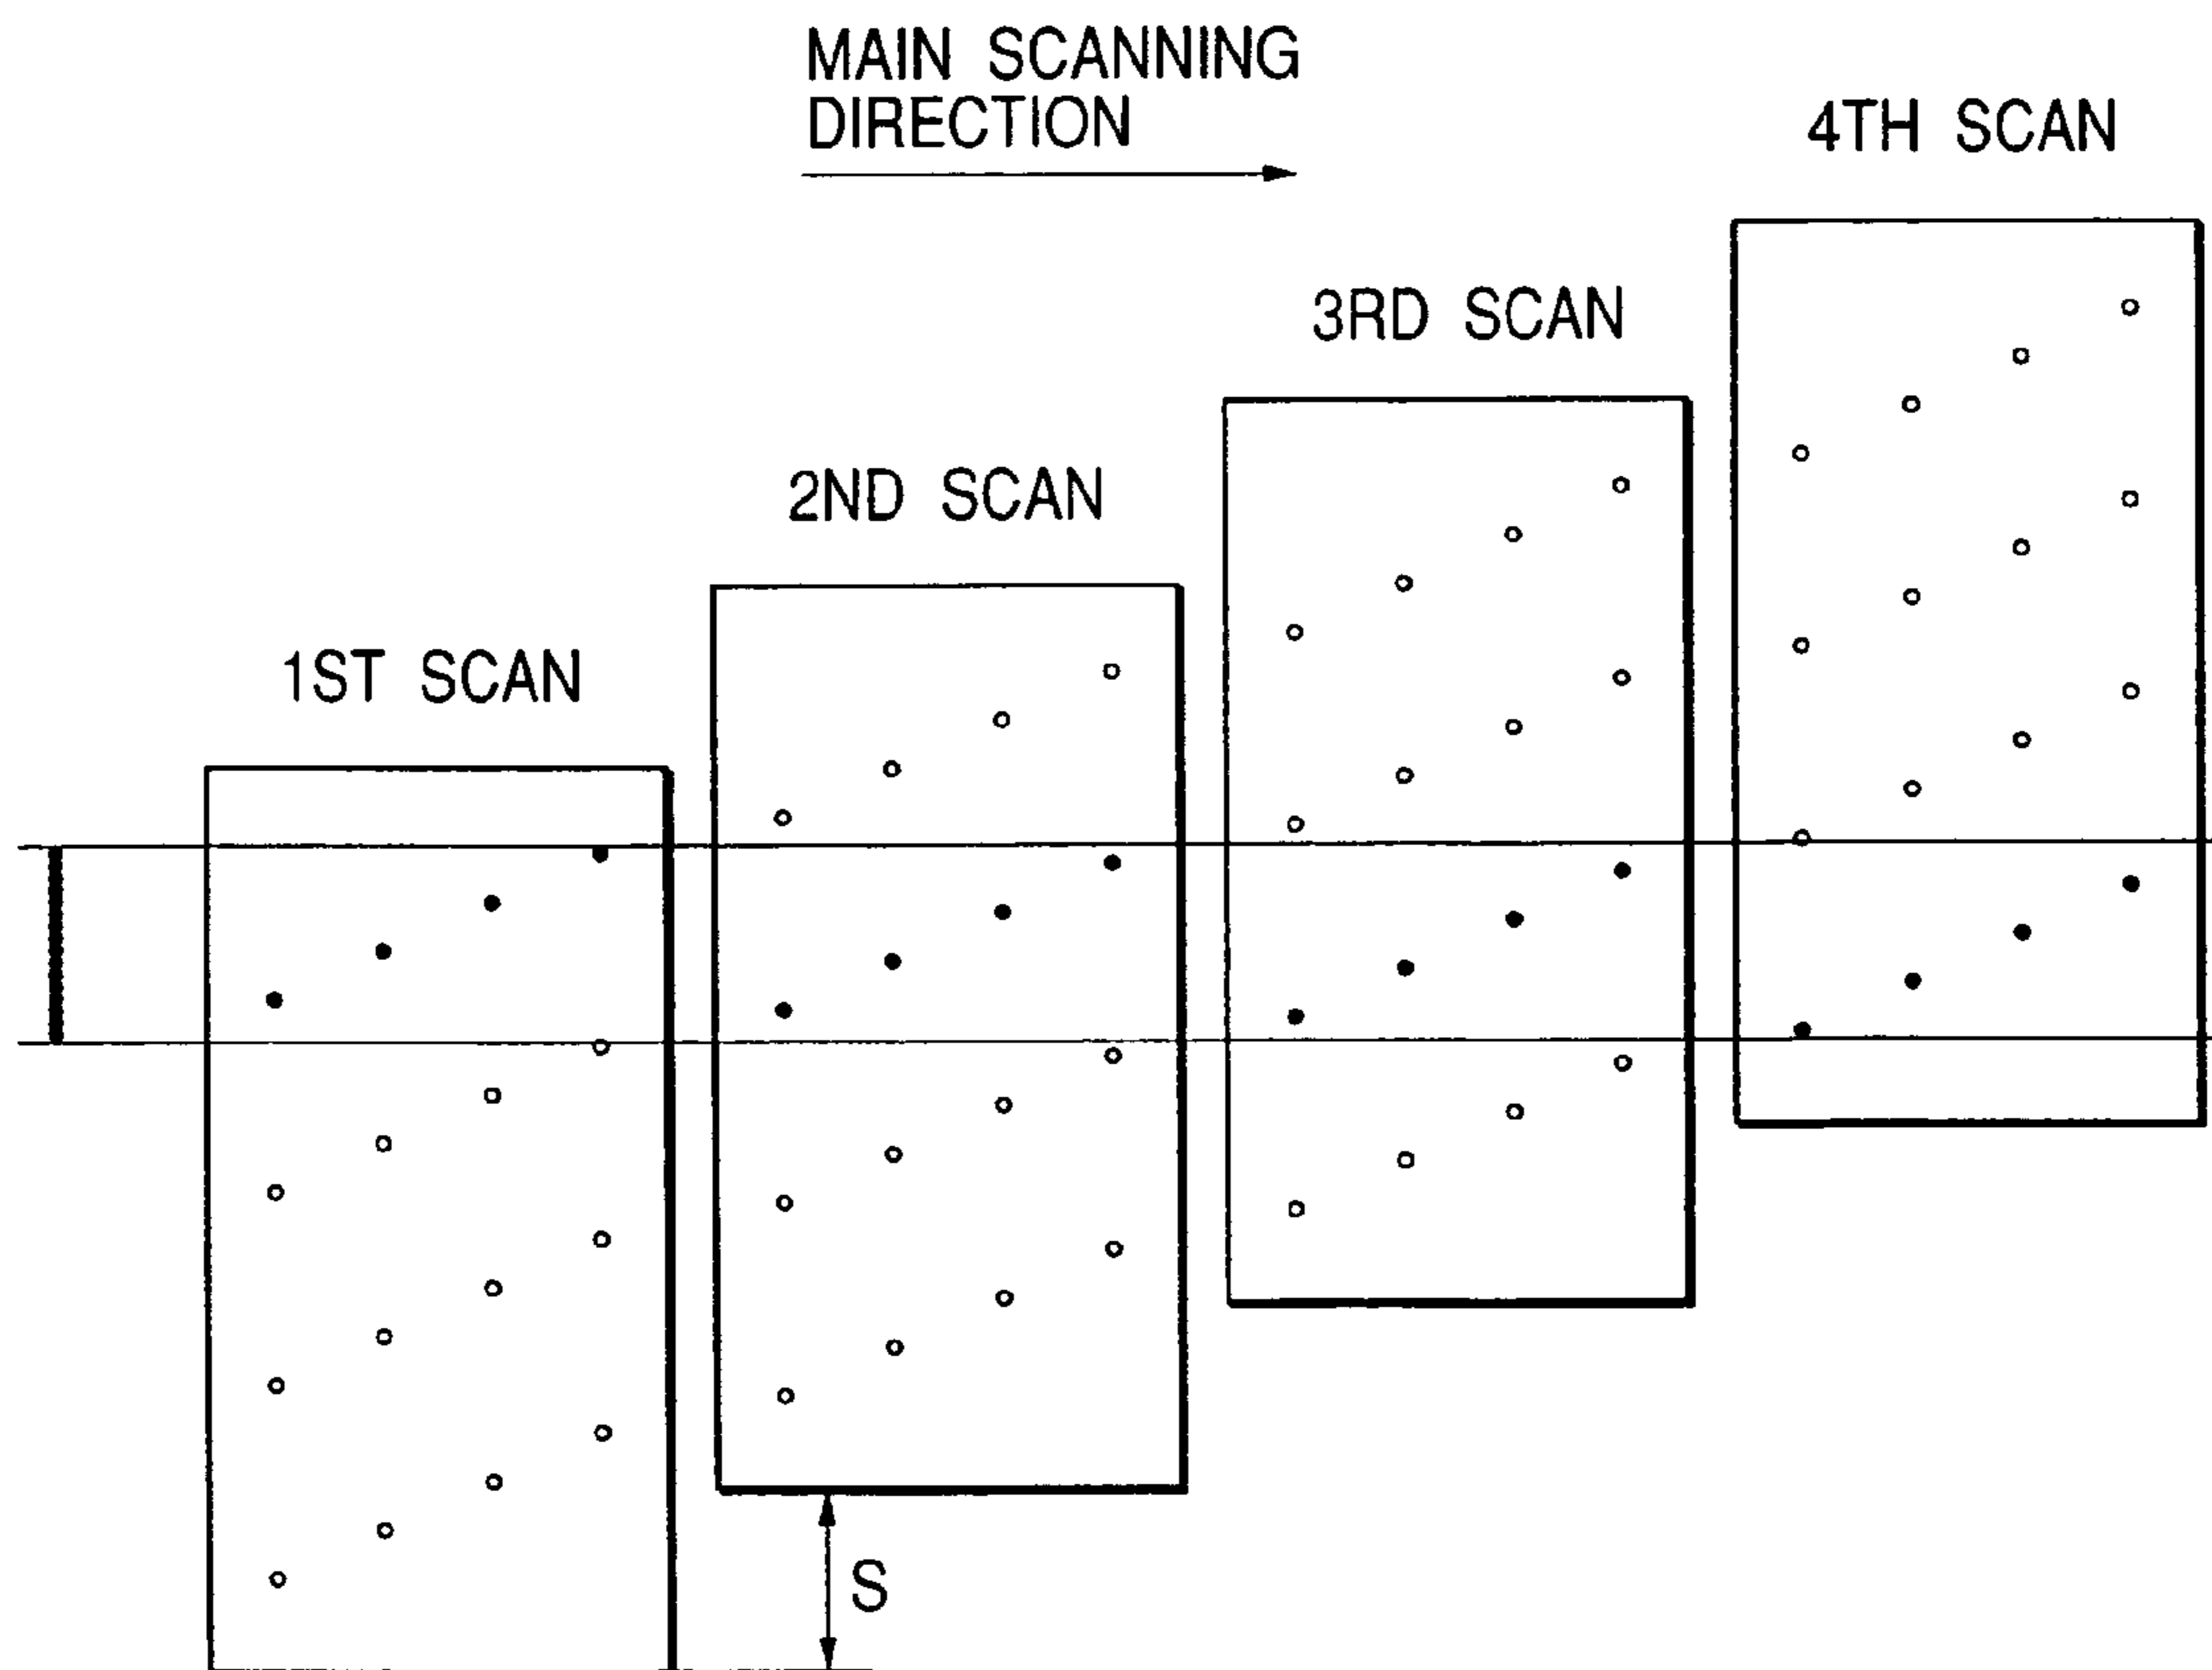 MAIN SCANNING
DIRECTION
4TH SCAN
3RD SCAN
2ND SCAN
1ST SCAN
S